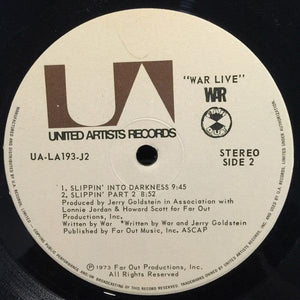 "WAR LIVE"
UA
WAR
UNITED ARTISTS RECORDS
UA-LA193-J2
STEREO
SIDE 2
1. SLIPPIN' INTO DARKNESS 9:45
2. SLIPPIN' PART 2 8:52
Produced by Jerry Goldstein in Association with
Lonnie Jordan & Howard Scott for Far Out
Productions, Inc.
Written by War *Written by War and Jerry Goldstein
Published by Far Out Music, Inc. ASCAP
℗1973 Far Out Productions, Inc.
All Rights Reserved